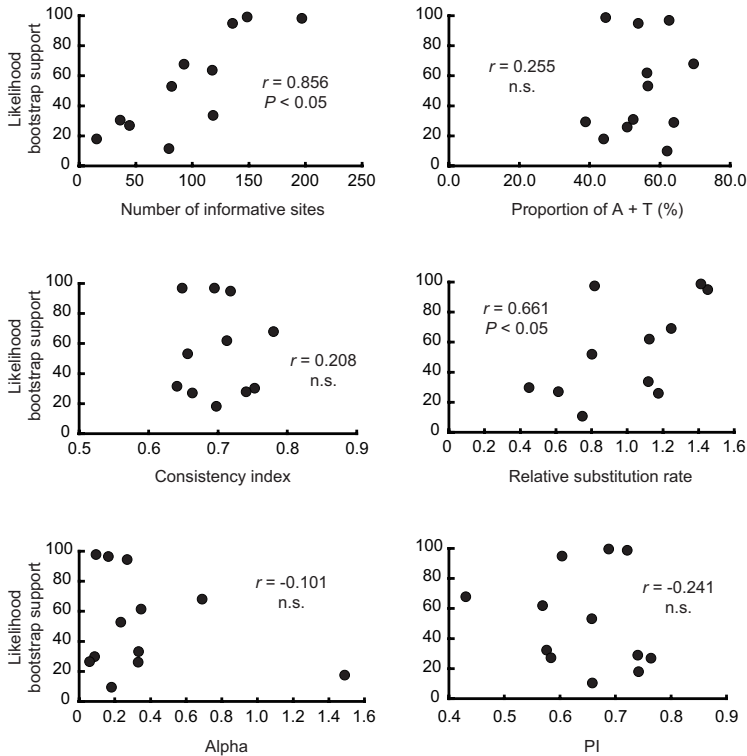 Likelihood
bootstrap support
100
80
60
40
20
0
r = 0.856
P < 0.05
0 50 100 150 200 250
Number of informative sites
100
80
60
40
20
0
r = 0.255
n.s.
0.0 20.0 40.0 60.0 80.0
Proportion of A + T (%)
Likelihood
bootstrap support
100
80
60
40
20
0
r = 0.208
n.s.
0.5 0.6 0.7 0.8 0.9
Consistency index
100
80
60
40
20
0
r = 0.661
P < 0.05
0 0.2 0.4 0.6 0.8 1.0 1.2 1.4 1.6
Relative substitution rate
Likelihood
bootstrap support
100
80
60
40
20
0
r = -0.101
n.s.
0 0.2 0.4 0.6 0.8 1.0 1.2 1.4 1.6
Alpha
100
80
60
40
20
0
r = -0.241
n.s.
0.4 0.5 0.6 0.7 0.8 0.9
PI